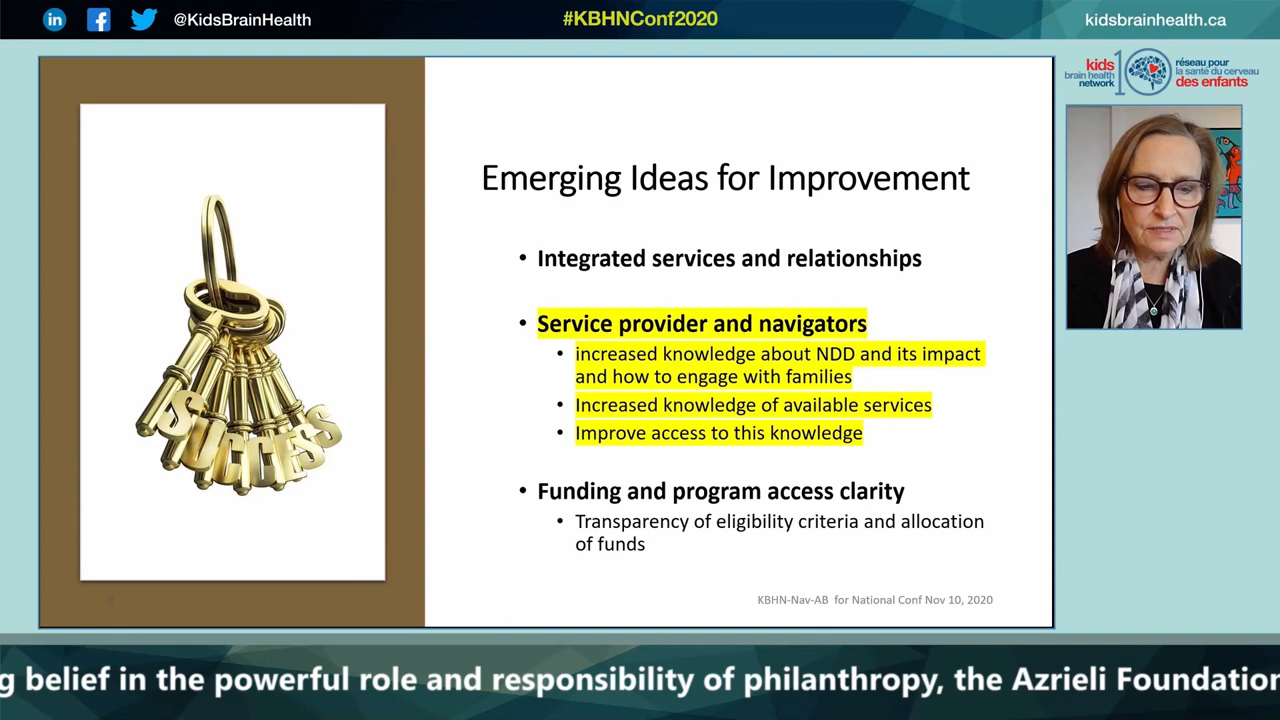 @KidsBrainHealth
#KBHNConf2020
kidsbrainhealth.ca
kids
brain health
network
10
réseau pour
la santé du cerveau
des enfants
SUCCESS
Emerging Ideas for Improvement
• Integrated services and relationships
• Service provider and navigators
• increased knowledge about NDD and its impact
and how to engage with families
• Increased knowledge of available services
• Improve access to this knowledge
• Funding and program access clarity
• Transparency of eligibility criteria and allocation
of funds
KBHN-Nav-AB for National Conf Nov 10, 2020
g belief in the powerful role and responsibility of philanthropy, the Azrieli Foundation